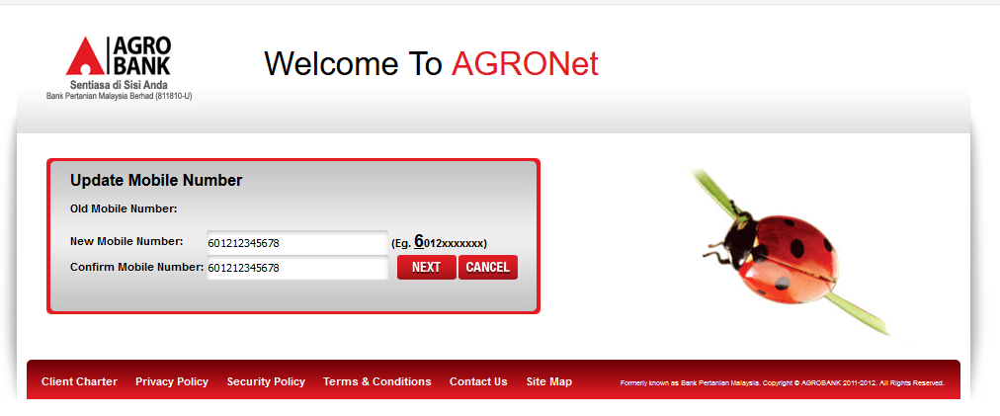 AGRO
BANK
Sentiasa di Sisi Anda
Bank Pertanian Malaysia Berhad (811810-U)
Welcome To AGRONet
Update Mobile Number
Old Mobile Number:
New Mobile Number: 601212345678 (Eg. 6012xxxxxxx)
Confirm Mobile Number: 601212345678 NEXT CANCEL
Client Charter Privacy Policy Security Policy Terms & Conditions Contact Us Site Map Formerly known as Bank Pertanian Malaysia. Copyright © AGROBANK 2011-2012. All Rights Reserved.